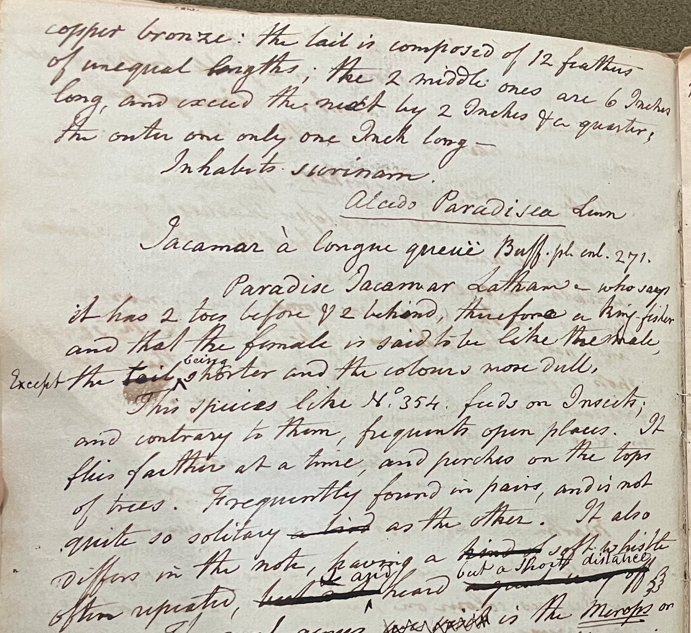 copper bronze: the tail is composed of 12 feathers
of unequal lengths; the 2 middle ones are 6 Inches
long, and exceed the next by 2 Inches & a quarter;
the outer one only one Inch long —
Inhabits surinam.
Alcedo Paradisea Linn
Jacamar à longue queüe Buff. pl. enl. 271.
Paradise Jacamar Latham - who says
it has 2 toes before & 2 behind, therefore a King fisher
and that the female is said to be like the male,
Except the tail being shorter and the colours more dull.
This species like No. 354. feeds on Insects;
and contrary to them, frequents open places. It
flies farther at a time, and perches on the tops
of trees. Frequently found in pairs, and is not
quite so solitary a bird as the other. It also
differs in the note, having a kind of soft whistle
often repeated, and heard but a short distance off
is the Merops or